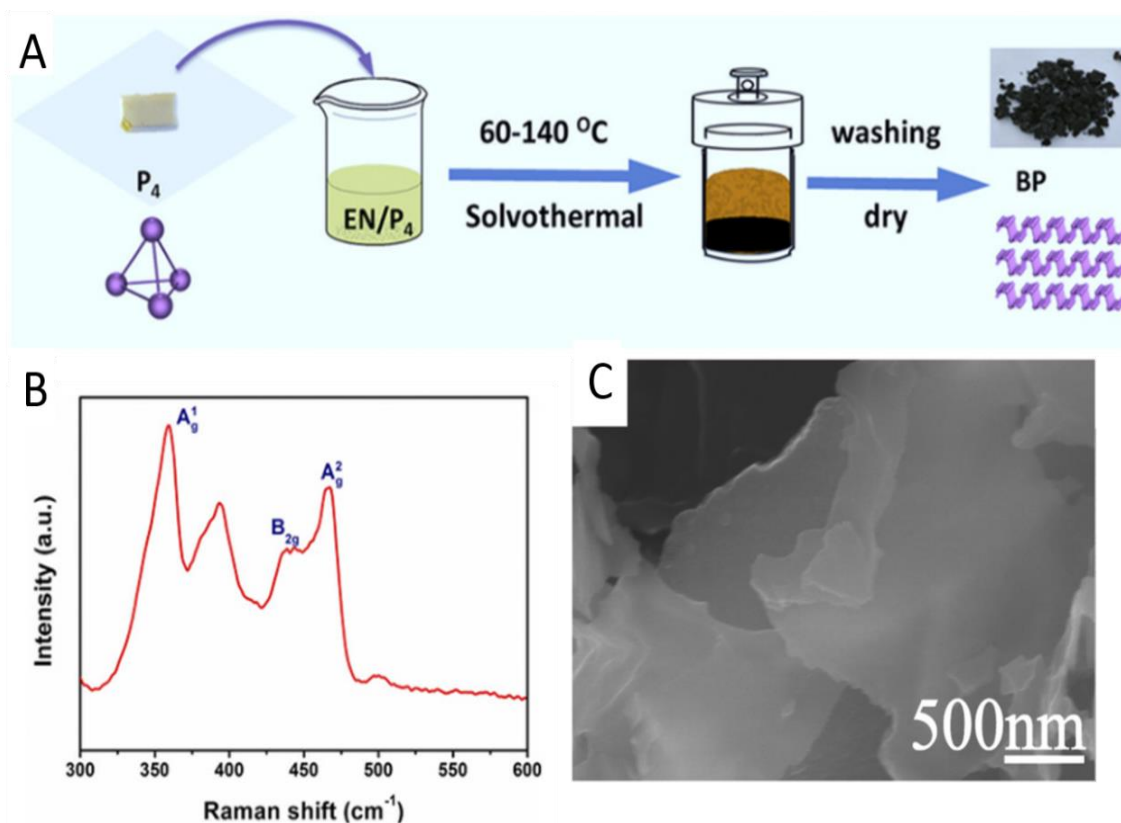 A
P₄
EN/P₄
60-140 ⁰C
Solvothermal
washing
dry
BP
B
Intensity (a.u.)
A¹g
B₂g
A²g
300 350 400 450 500 550 600
Raman shift (cm⁻¹)
C
500nm